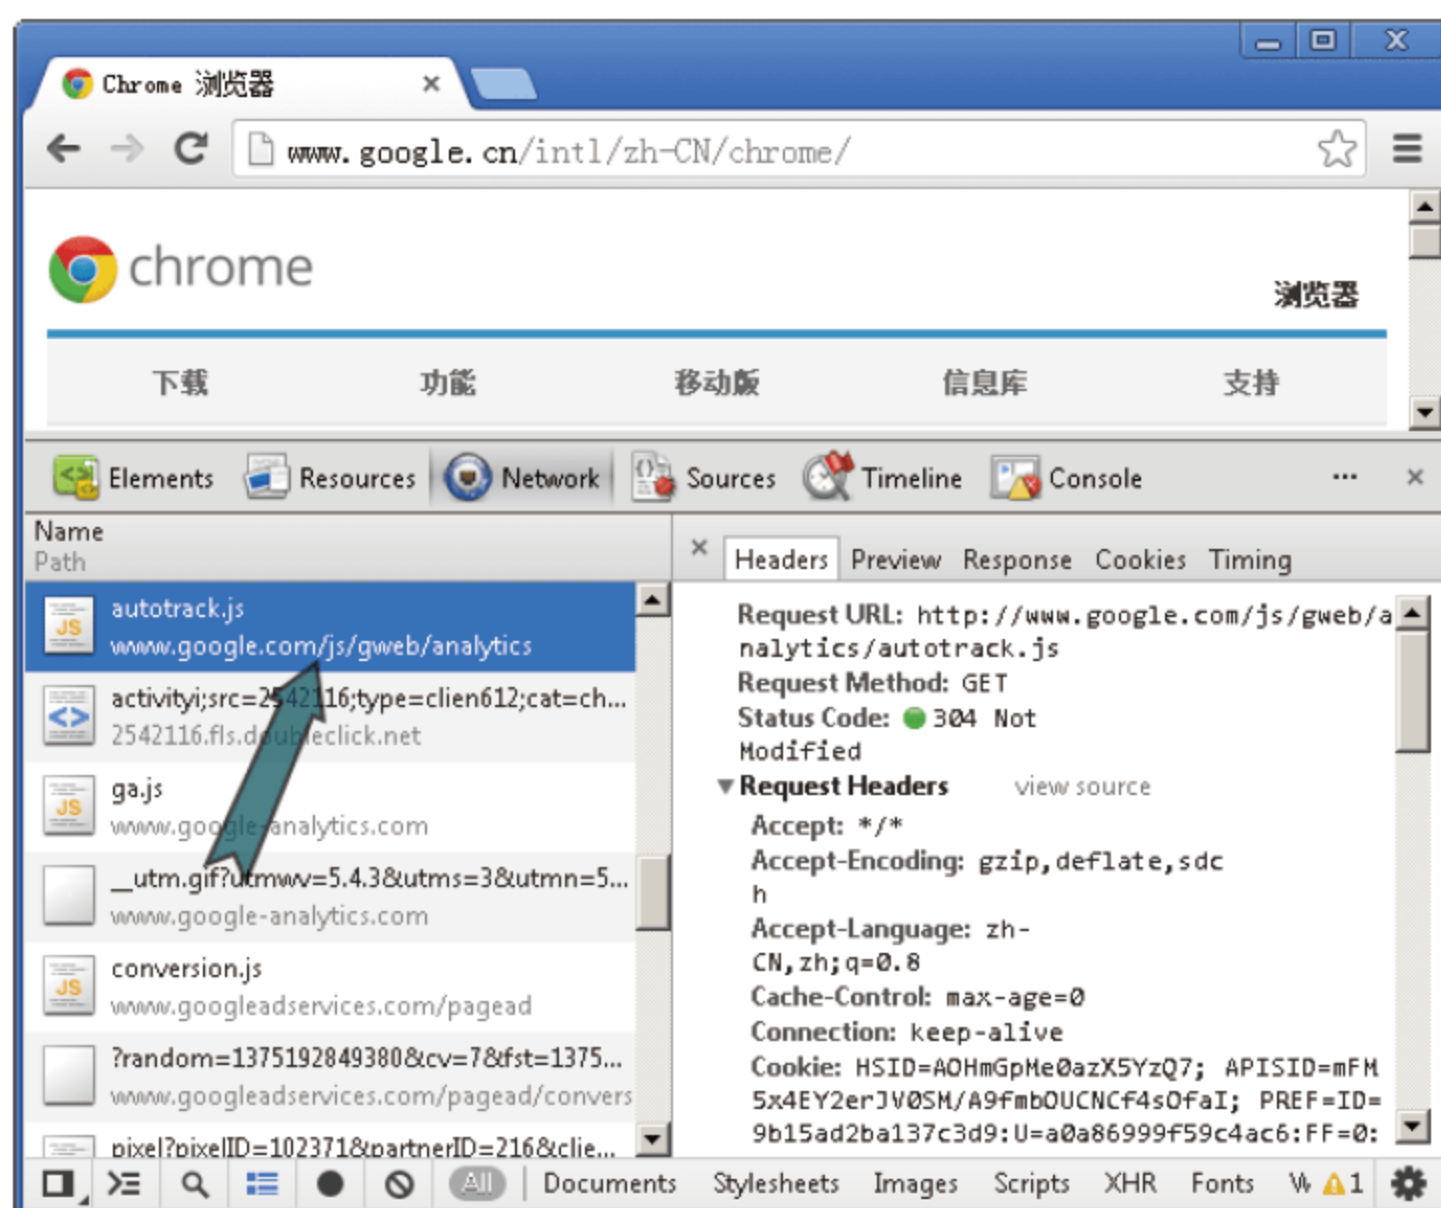 Chrome 浏览器
www.google.cn/intl/zh-CN/chrome/
chrome
浏览器
下载 功能 移动版 信息库 支持
Elements Resources Network Sources Timeline Console ...
Name
Path
Headers Preview Response Cookies Timing
autotrack.js
www.google.com/js/gweb/analytics
activityi;src=2542116;type=clien612;cat=ch...
2542116.fls.doubleclick.net
ga.js
www.google-analytics.com
__utm.gif?utmwv=5.4.3&utms=3&utmn=5...
www.google-analytics.com
conversion.js
www.googleadservices.com/pagead
?random=1375192849380&cv=7&fst=1375...
www.googleadservices.com/pagead/convers
pixel?pixelID=102371&partnerID=216&clie...
Request URL: http://www.google.com/js/gweb/a
nalytics/autotrack.js
Request Method: GET
Status Code: 304 Not
Modified
Request Headers view source
Accept: */*
Accept-Encoding: gzip,deflate,sdc
h
Accept-Language: zh-
CN,zh;q=0.8
Cache-Control: max-age=0
Connection: keep-alive
Cookie: HSID=AOHmGpMe0azX5YzQ7; APISID=mFM
5x4EY2erJV0SM/A9fmbOUCNCf4sOfaI; PREF=ID=
9b15ad2ba137c3d9:U=a0a86999f59c4ac6:FF=0:
All Documents Stylesheets Images Scripts XHR Fonts 1